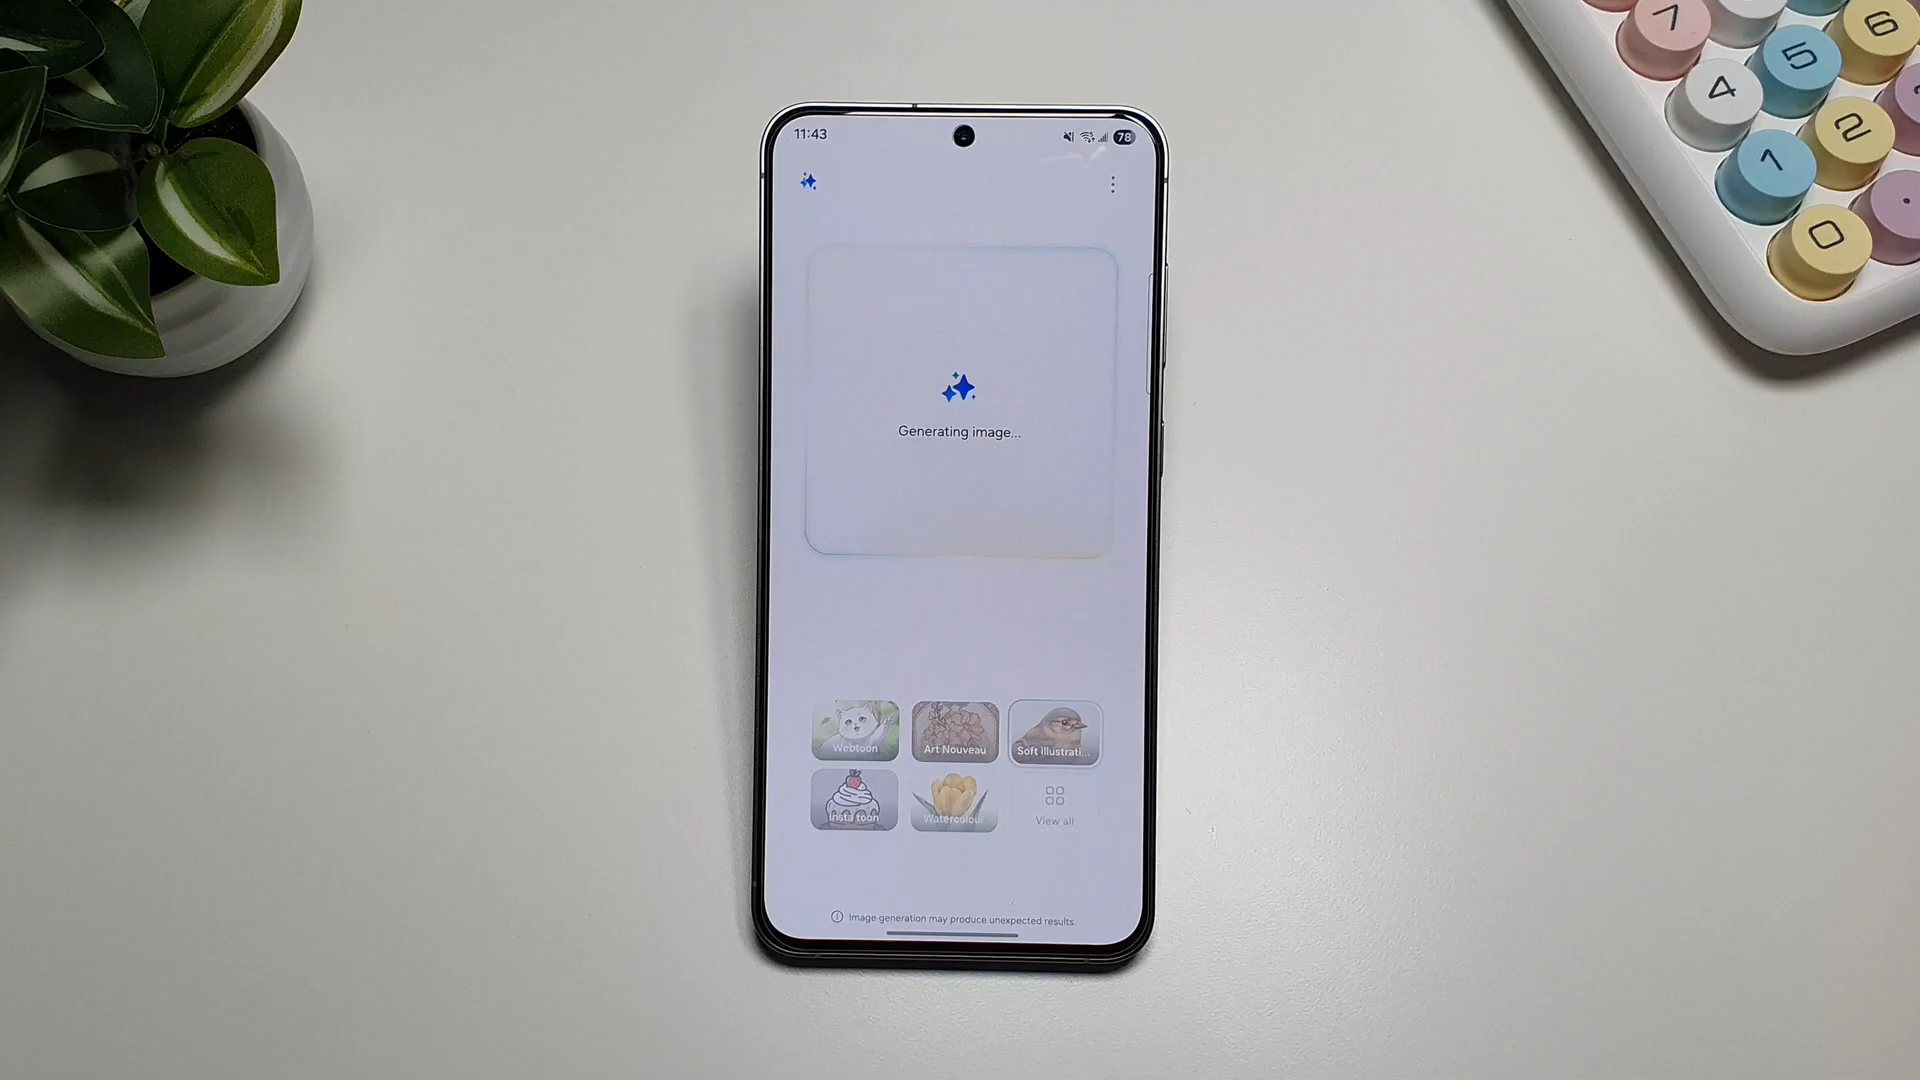 11:43
78
Generating image...
Webtoon
Art Nouveau
Soft illustrati...
Insta toon
Watercolour
View all
Image generation may produce unexpected results.
7
6
5
4
2
1
0